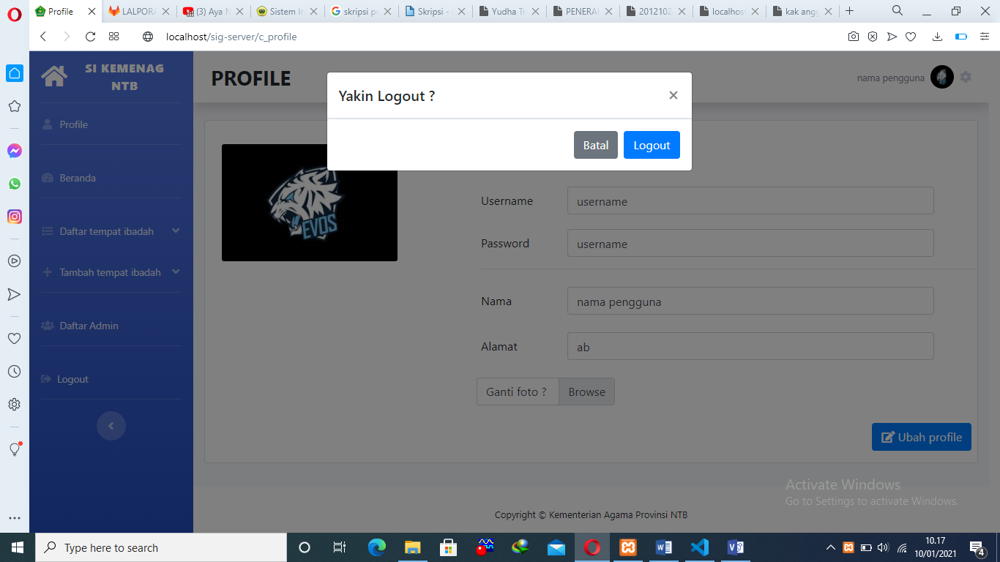 Profile
LALPORA
(3) Aya N
Sistem In
skripsi pe
Skripsi -
Yudha Tr
PENERA
2012102
localhost
kak angg
localhost/sig-server/c_profile
SI KEMENAG
NTB
PROFILE
nama pengguna
Yakin Logout ?
×
Batal
Logout
Profile
Beranda
Daftar tempat ibadah
Tambah tempat ibadah
Daftar Admin
Logout
EVOS
Username
username
Password
username
Nama
nama pengguna
Alamat
ab
Ganti foto ?
Browse
Ubah profile
Activate Windows
Go to Settings to activate Windows.
Copyright © Kementerian Agama Provinsi NTB
Type here to search
10.17
10/01/2021
4